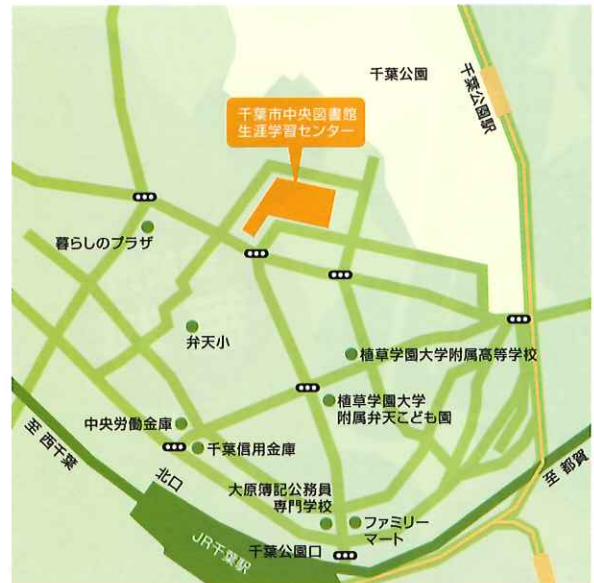 千葉公園
千葉公園駅
千葉市中央図書館
生涯学習センター
暮らしのプラザ
弁天小
植草学園大学附属高等学校
植草学園大学
附属弁天こども園
中央労働金庫
千葉信用金庫
至 西千葉
北口
至 都賀
大原簿記公務員
専門学校
ファミリー
マート
JR千葉駅
千葉公園口